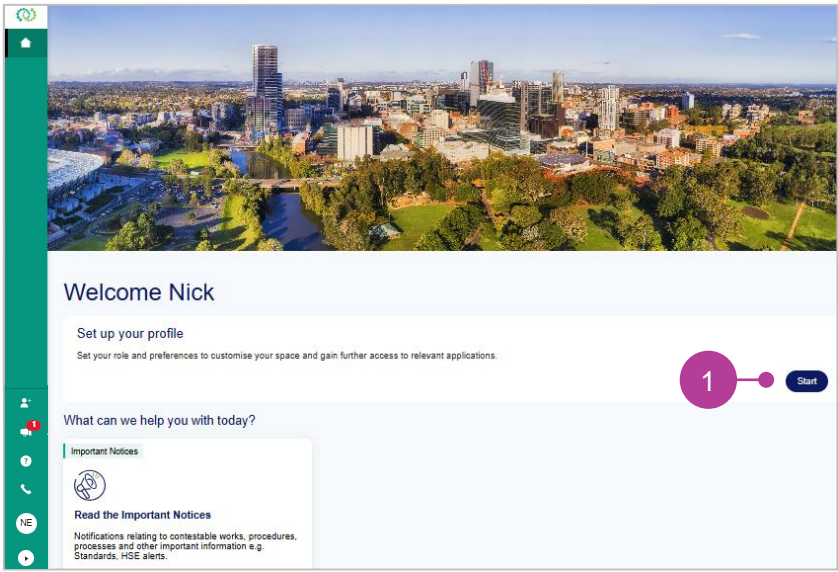 Welcome Nick
Set up your profile
Set your role and preferences to customise your space and gain further access to relevant applications.
1
Start
What can we help you with today?
1
Important Notices
?
Read the Important Notices
Notifications relating to contestable works, procedures,
processes and other important information e.g.
Standards, HSE alerts.
NE